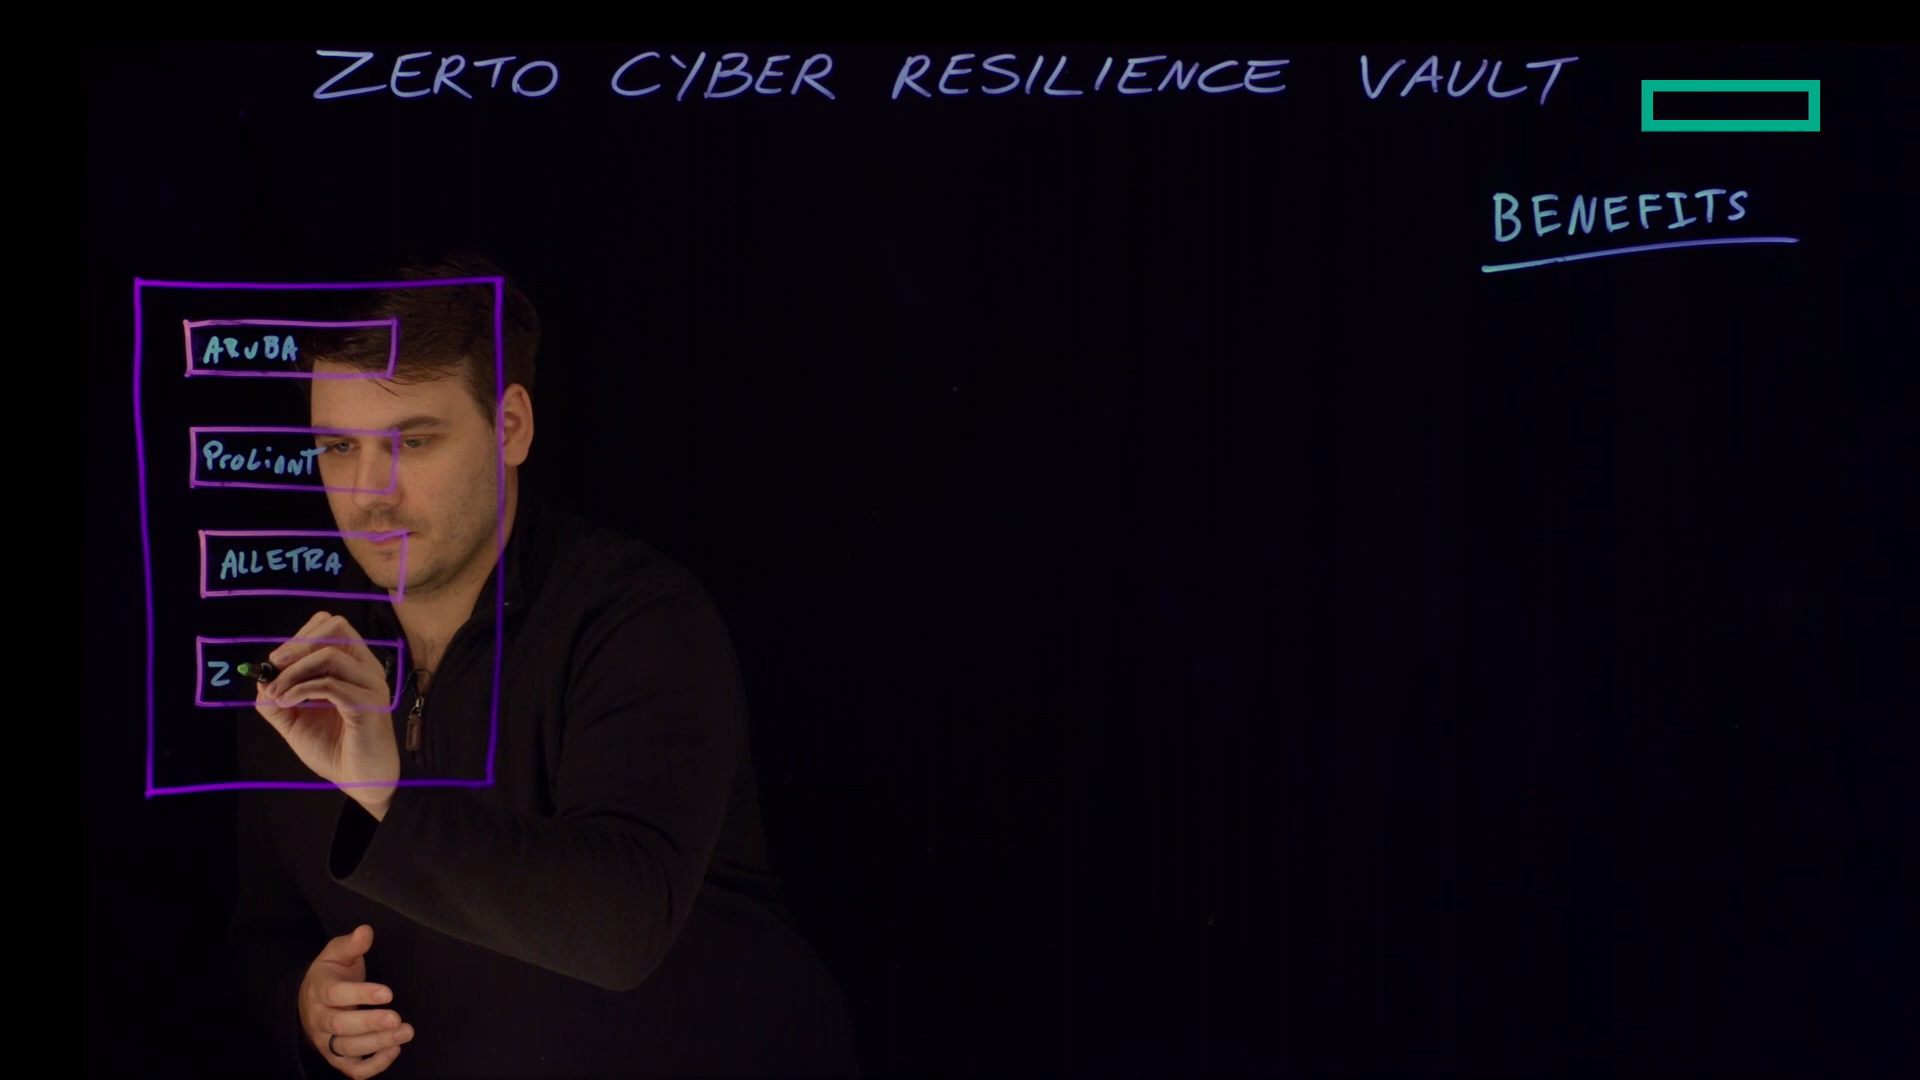 ZERTO CYBER RESILIENCE VAULT
BENEFITS
ARUBA
ProLiant
ALLETRA
Z